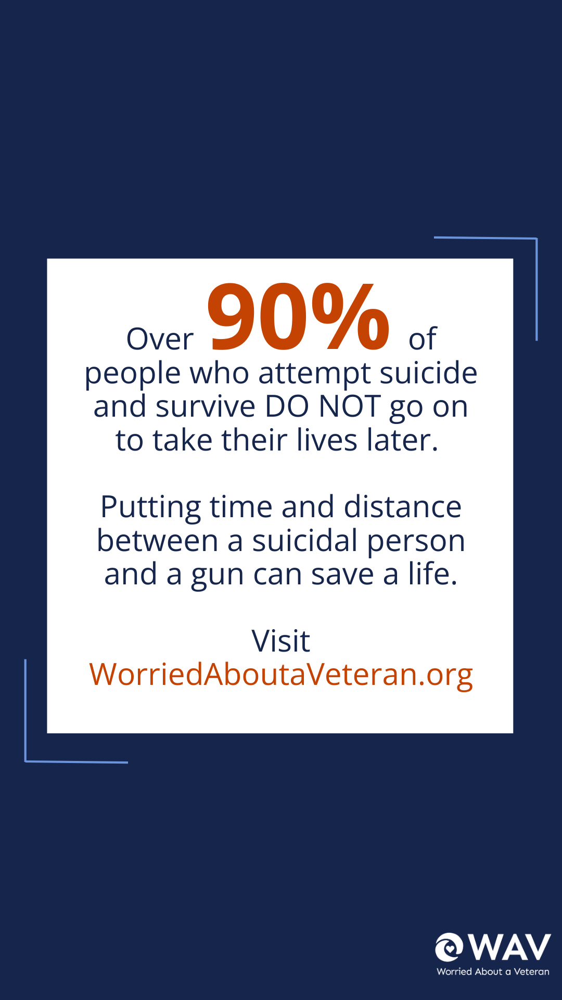 Over 90% of
people who attempt suicide
and survive DO NOT go on
to take their lives later.
Putting time and distance
between a suicidal person
and a gun can save a life.
Visit
WorriedAboutaVeteran.org
WAV
Worried About a Veteran